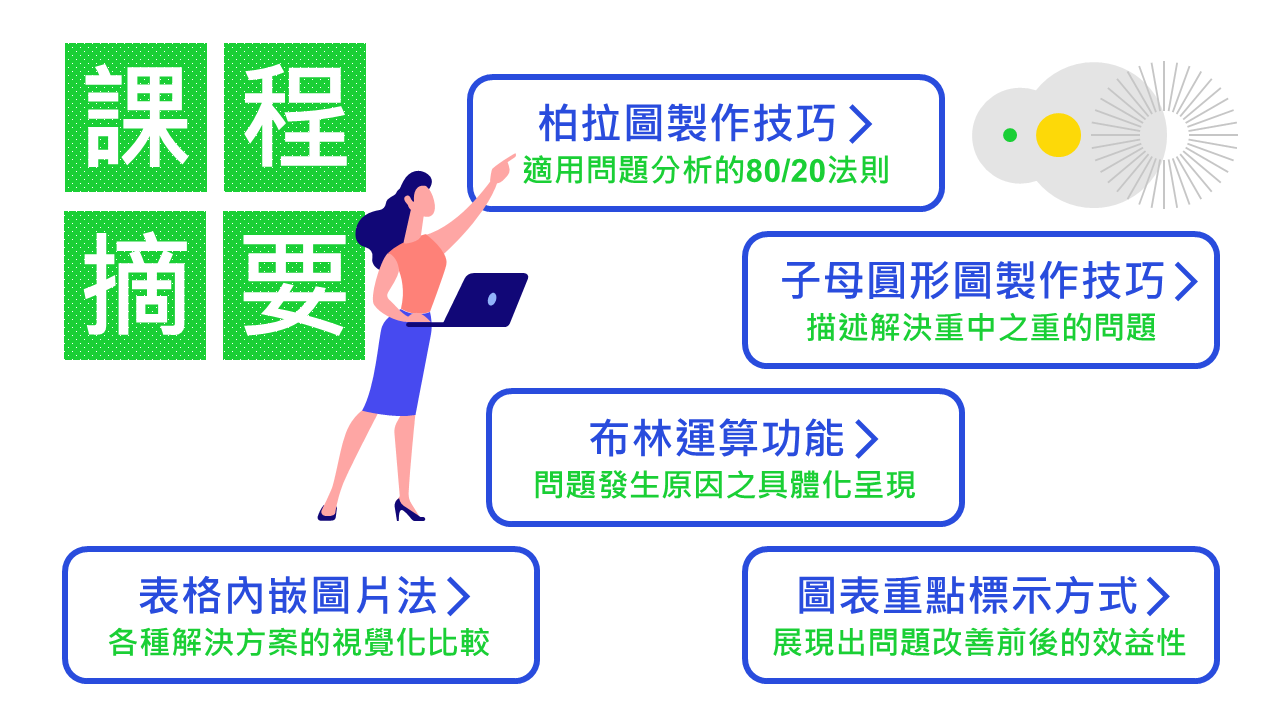 課程
摘要
柏拉圖製作技巧
適用問題分析的80/20法則
子母圓形圖製作技巧
描述解決重中之重的問題
布林運算功能
問題發生原因之具體化呈現
表格內嵌圖片法
各種解決方案的視覺化比較
圖表重點標示方式
展現出問題改善前後的效益性